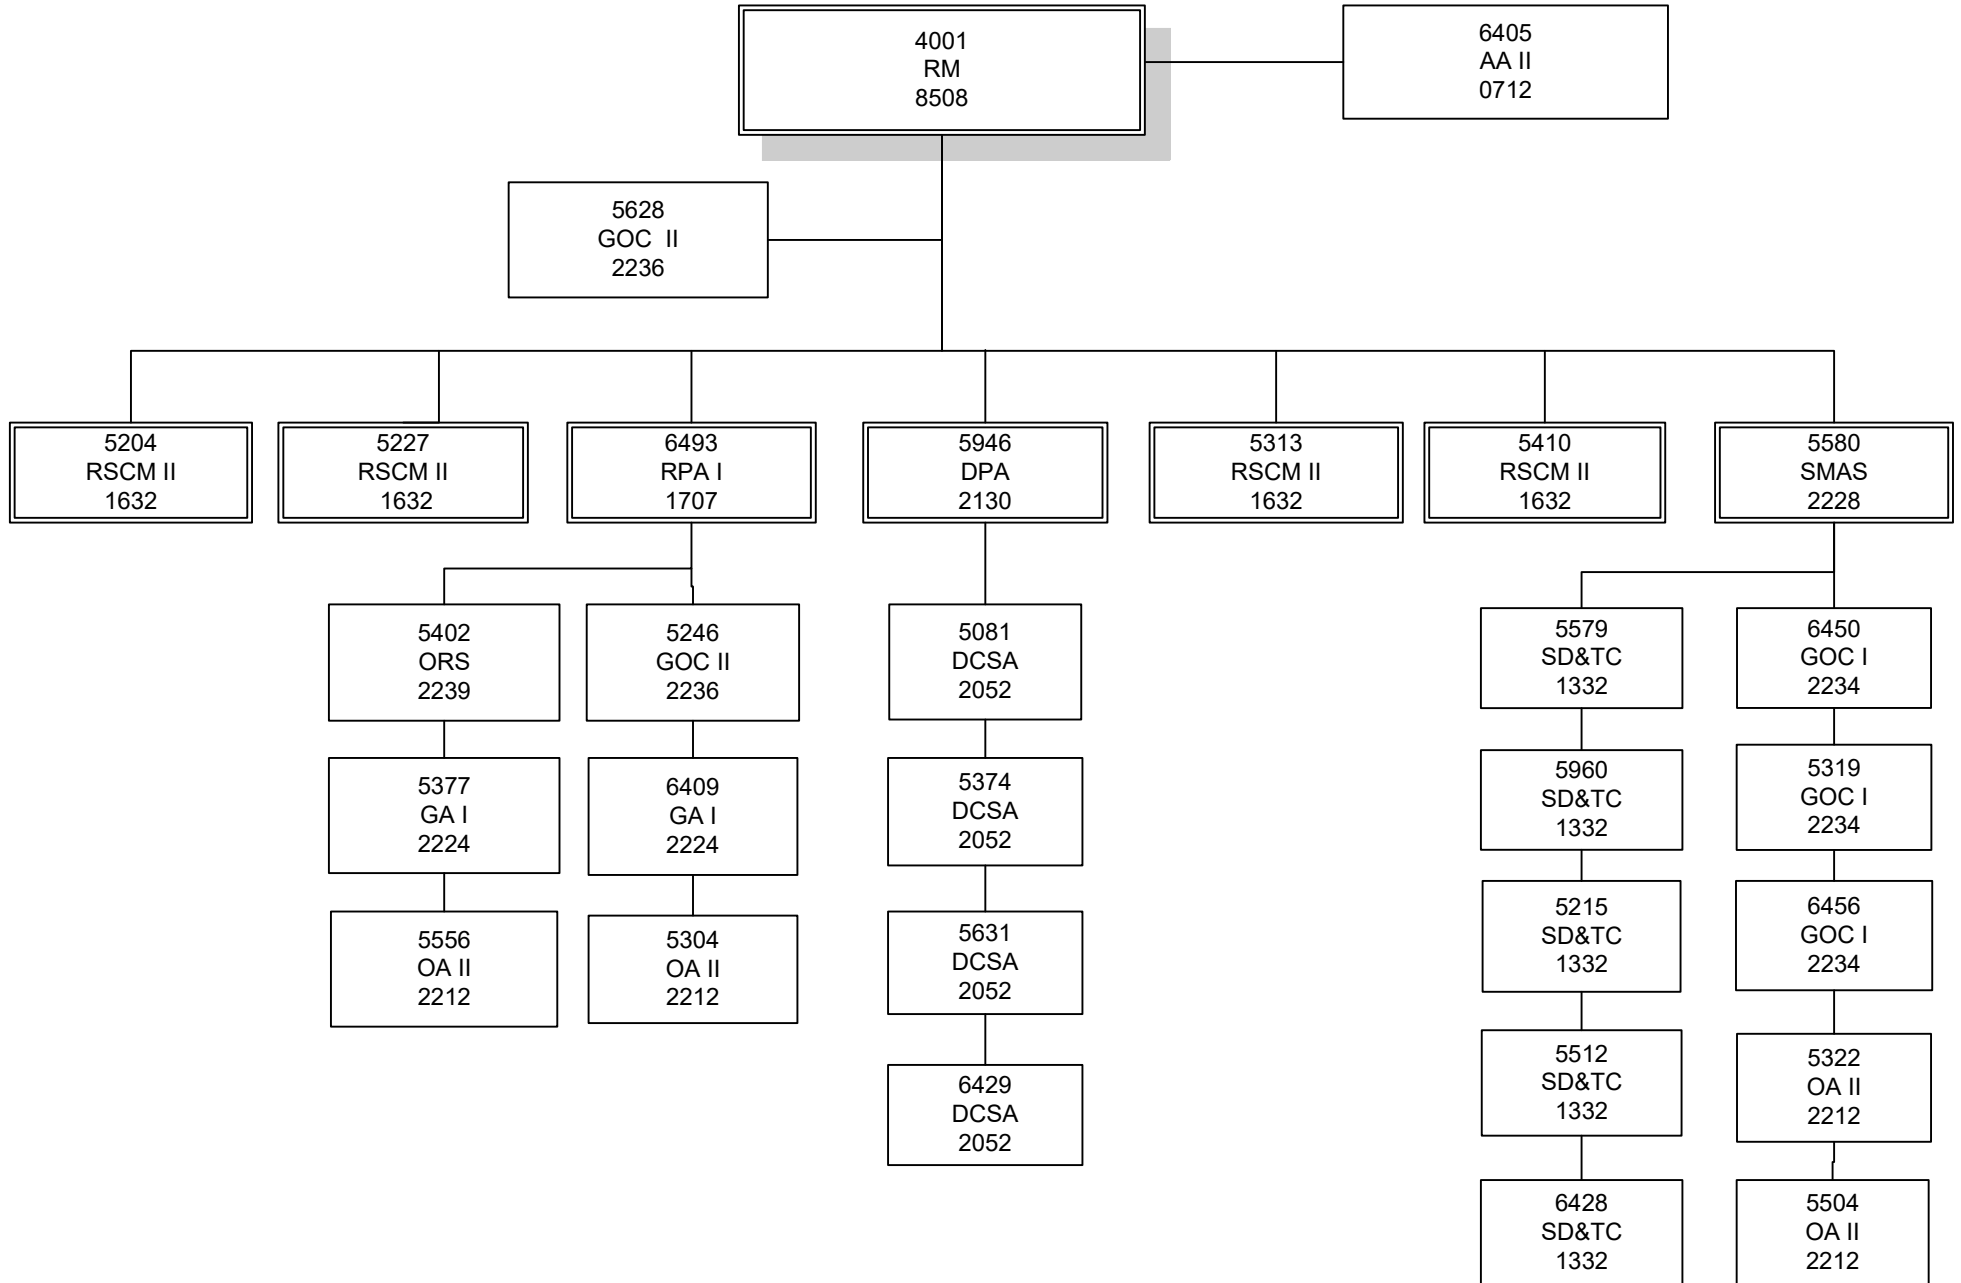 4001
RM
8508
6405
AA II
0712
5628
GOC  II
2236
5204
RSCM II
1632
5227
RSCM II
1632
6493
RPA I
1707
5946
DPA
2130
5313
RSCM II
1632
5410
RSCM II
1632
5580
SMAS
2228
5402
ORS
2239
5246
GOC II
2236
5081
DCSA
2052
5579
SD&TC
1332
6450
GOC I
2234
5377
GA I
2224
6409
GA I
2224
5374
DCSA
2052
5960
SD&TC
1332
5319
GOC I
2234
5556
OA II
2212
5304
OA II
2212
5631
DCSA
2052
5215
SD&TC
1332
6456
GOC I
2234
6429
DCSA
2052
5512
SD&TC
1332
5322
OA II
2212
6428
SD&TC
1332
5504
OA II
2212